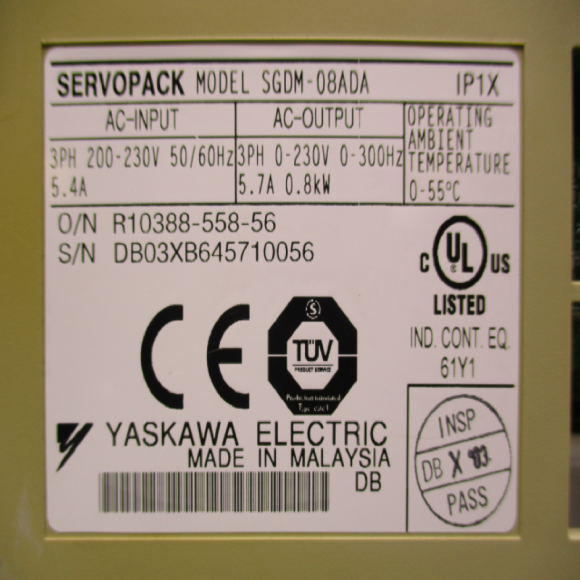 SERVOPACK MODEL SGDM-08ADA IP1X
AC-INPUT
3PH 200-230V 50/60Hz
5.4A
AC-OUTPUT
3PH 0-230V 0-300Hz
5.7A 0.8kW
OPERATING
AMBIENT
TEMPERATURE
0-55°C
O/N R10388-558-56
S/N DB03XB645710056
C UL US
LISTED
IND. CONT. EQ.
61Y1
CE
S
TÜV
PRODUCT SERVICE
YASKAWA ELECTRIC
MADE IN MALAYSIA
DB
INSP
DB X '03.
PASS